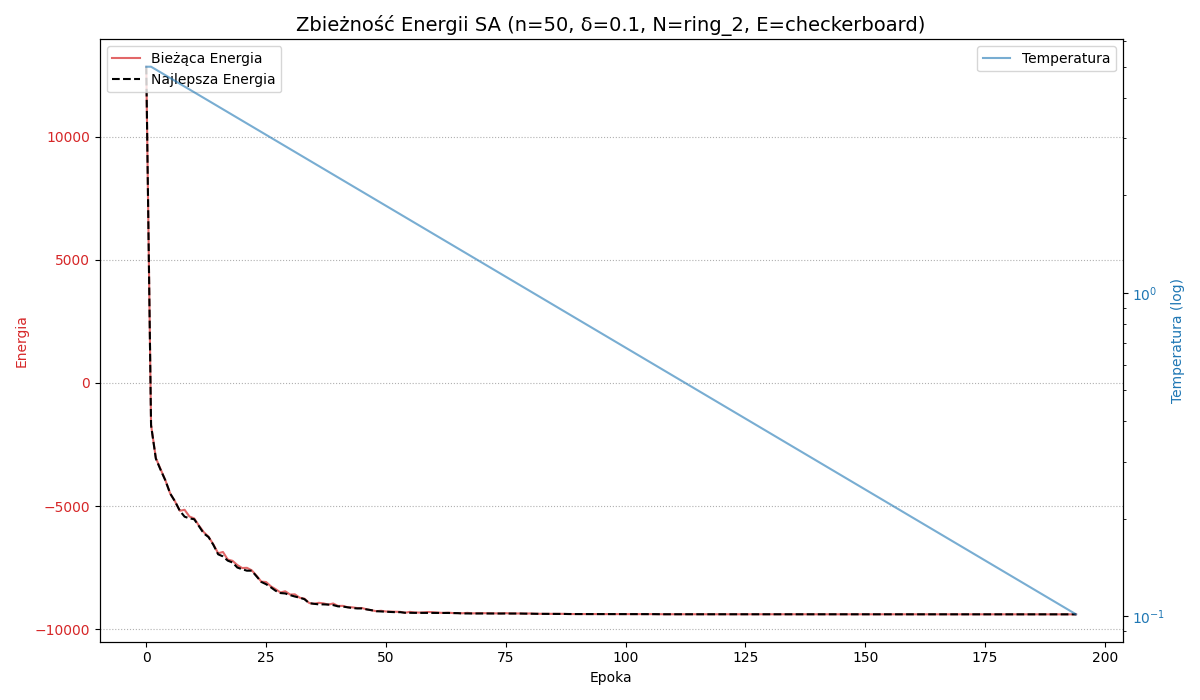 Zbieżność Energii SA (n=50, δ=0.1, N=ring_2, E=checkerboard)
Bieżąca Energia
Najlepsza Energia
Temperatura
10000
5000
0
−5000
−10000
Energia
10⁰
10⁻¹
Temperatura (log)
0 25 50 75 100 125 150 175 200
Epoka